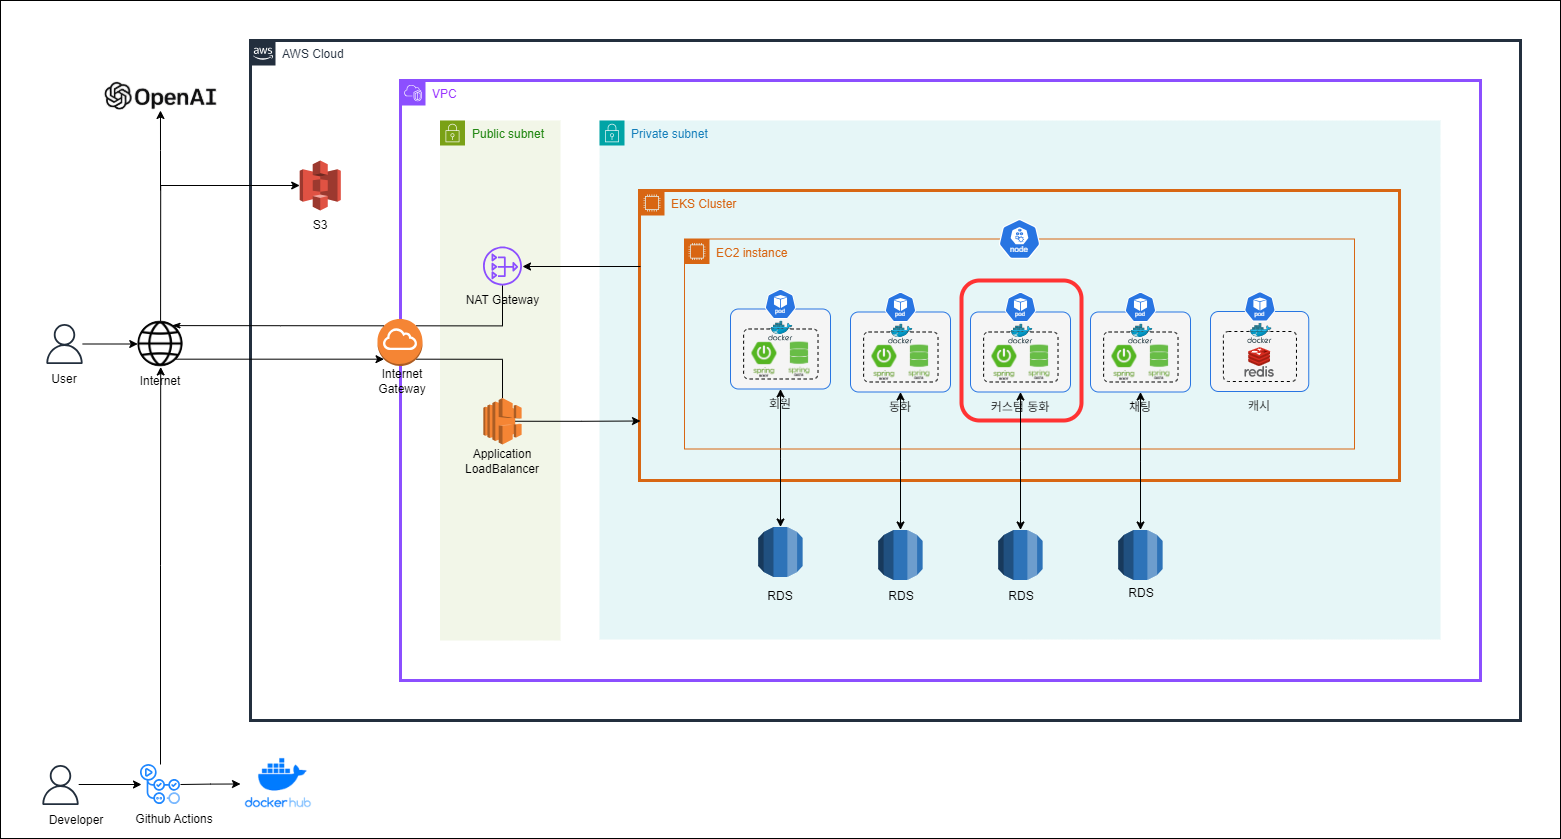 aws
AWS Cloud
OpenAI
VPC
Public subnet
Private subnet
S3
EKS Cluster
node
EC2 instance
NAT Gateway
pod
docker
spring
spring
회원
pod
docker
spring
spring
동화
pod
docker
spring
spring
커스텀 동화
pod
docker
spring
spring
채팅
pod
docker
redis
캐시
User
Internet
Internet
Gateway
Application
LoadBalancer
RDS
RDS
RDS
RDS
Developer
Github Actions
docker hub